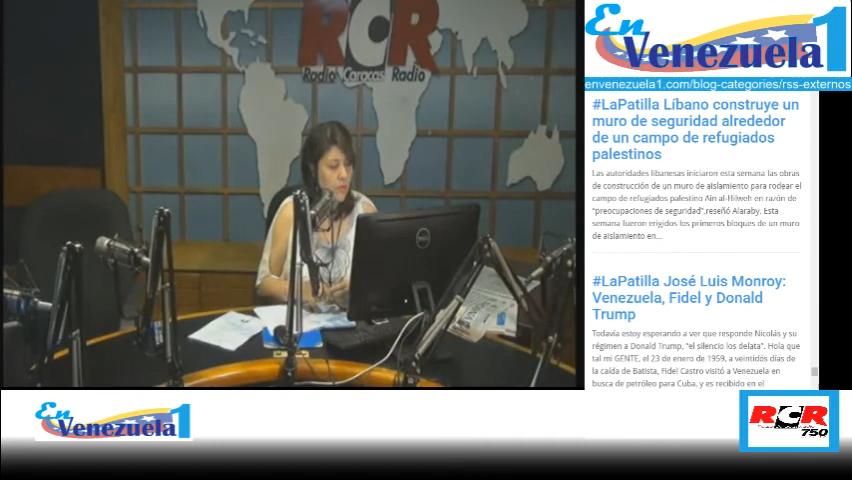 RCR
Radio Caracas Radio
DELL
En
Venezuela 1
envenezuela1.com/blog-categories/rss-externos
#LaPatilla Líbano construye un
muro de seguridad alrededor
de un campo de refugiados
palestinos
Las autoridades libanesas iniciaron esta semana las obras
de construcción de un muro de aislamiento para rodear el
campo de refugiados palestino Ain al-Hilweh en razón de
"preocupaciones de seguridad",reseñó Alaraby. Esta
semana fueron erigidos los primeros bloques de un muro
de aislamiento en...
#LaPatilla José Luis Monroy:
Venezuela, Fidel y Donald
Trump
Todavía estoy esperando a ver que responde Nicolás y su
régimen a Donald Trump, "el silencio los delata". Hola que
tal mi GENTE, el 23 de enero de 1959, a veintidós días de
la caída de Batista, Fidel Castro visitó a Venezuela en
busca de petróleo para Cuba, y es recibido en el
En
Venezuela 1
RCR
750